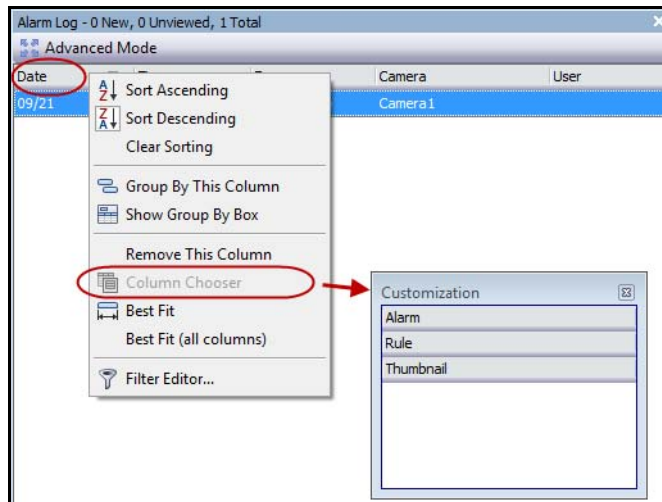 Alarm Log - 0 New, 0 Unviewed, 1 Total
Advanced Mode
Date Camera User
09/21 Camera1
Sort Ascending
Sort Descending
Clear Sorting
Group By This Column
Show Group By Box
Remove This Column
Column Chooser
Best Fit
Best Fit (all columns)
Filter Editor...
Customization
Alarm
Rule
Thumbnail